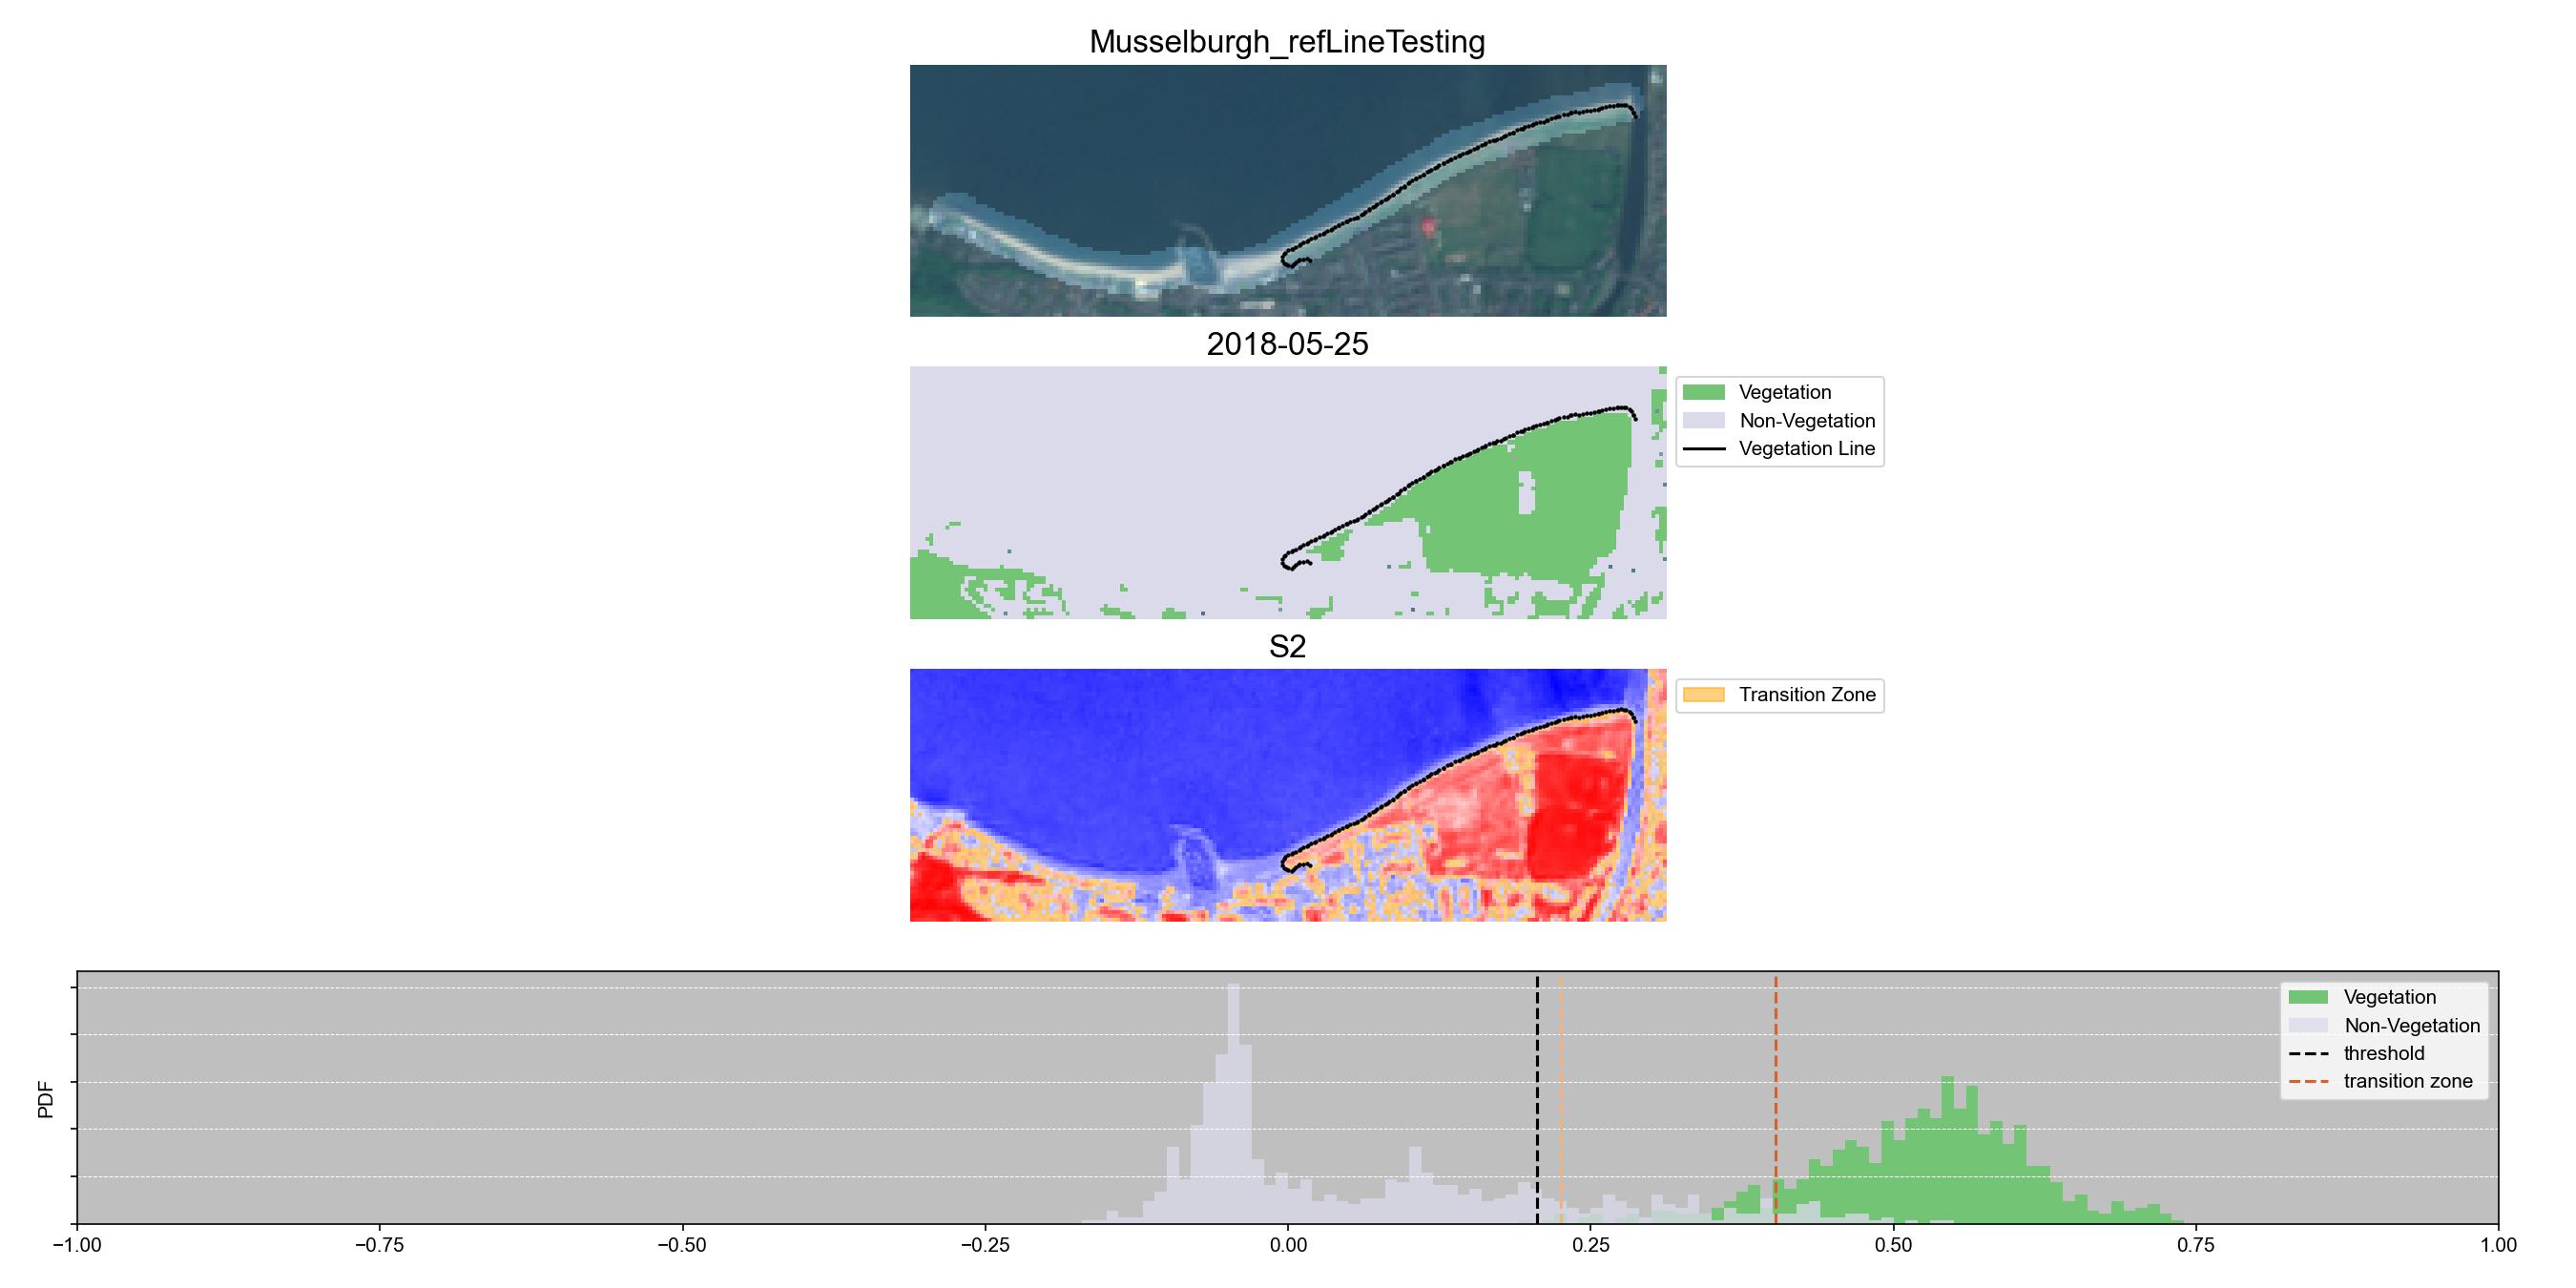 Musselburgh_refLineTesting
2018-05-25
Vegetation
Non-Vegetation
Vegetation Line
S2
Transition Zone
PDF
Vegetation
Non-Vegetation
threshold
transition zone
−1.00 −0.75 −0.50 −0.25 0.00 0.25 0.50 0.75 1.00